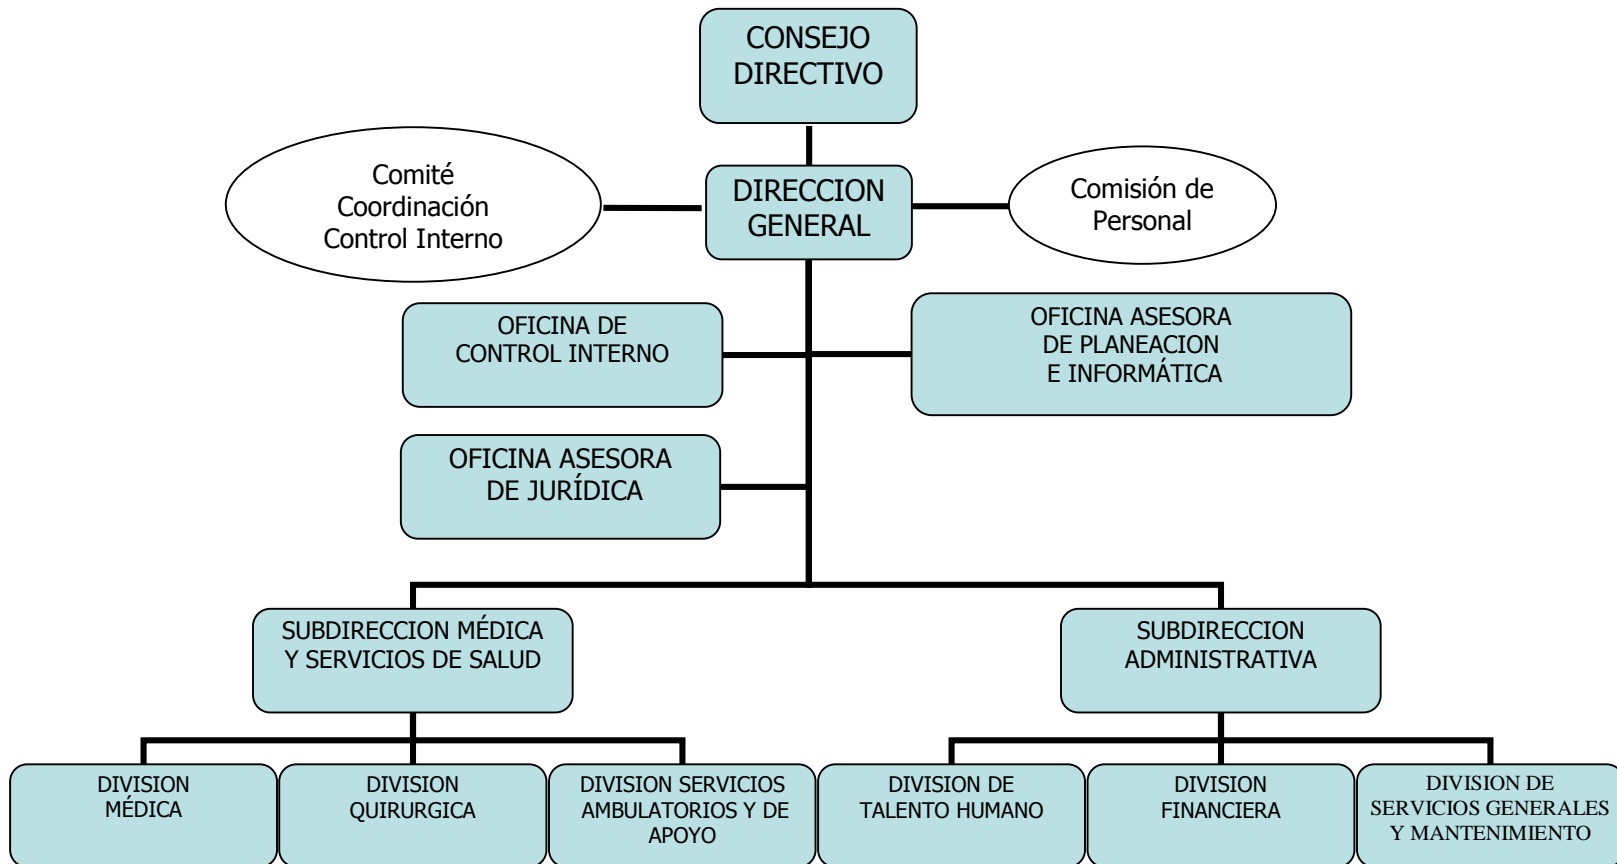 CONSEJO
DIRECTIVO
Comité
Coordinación
Control Interno
DIRECCION
GENERAL
Comisión de
Personal
OFICINA DE
CONTROL INTERNO
OFICINA ASESORA
DE PLANEACION
E INFORMÁTICA
OFICINA ASESORA
DE JURÍDICA
SUBDIRECCION MÉDICA
Y SERVICIOS DE SALUD
SUBDIRECCION
ADMINISTRATIVA
DIVISION
MÉDICA
DIVISION
QUIRURGICA
DIVISION SERVICIOS
AMBULATORIOS Y DE
APOYO
DIVISION DE
TALENTO HUMANO
DIVISION
FINANCIERA
DIVISION DE
SERVICIOS GENERALES
Y MANTENIMIENTO